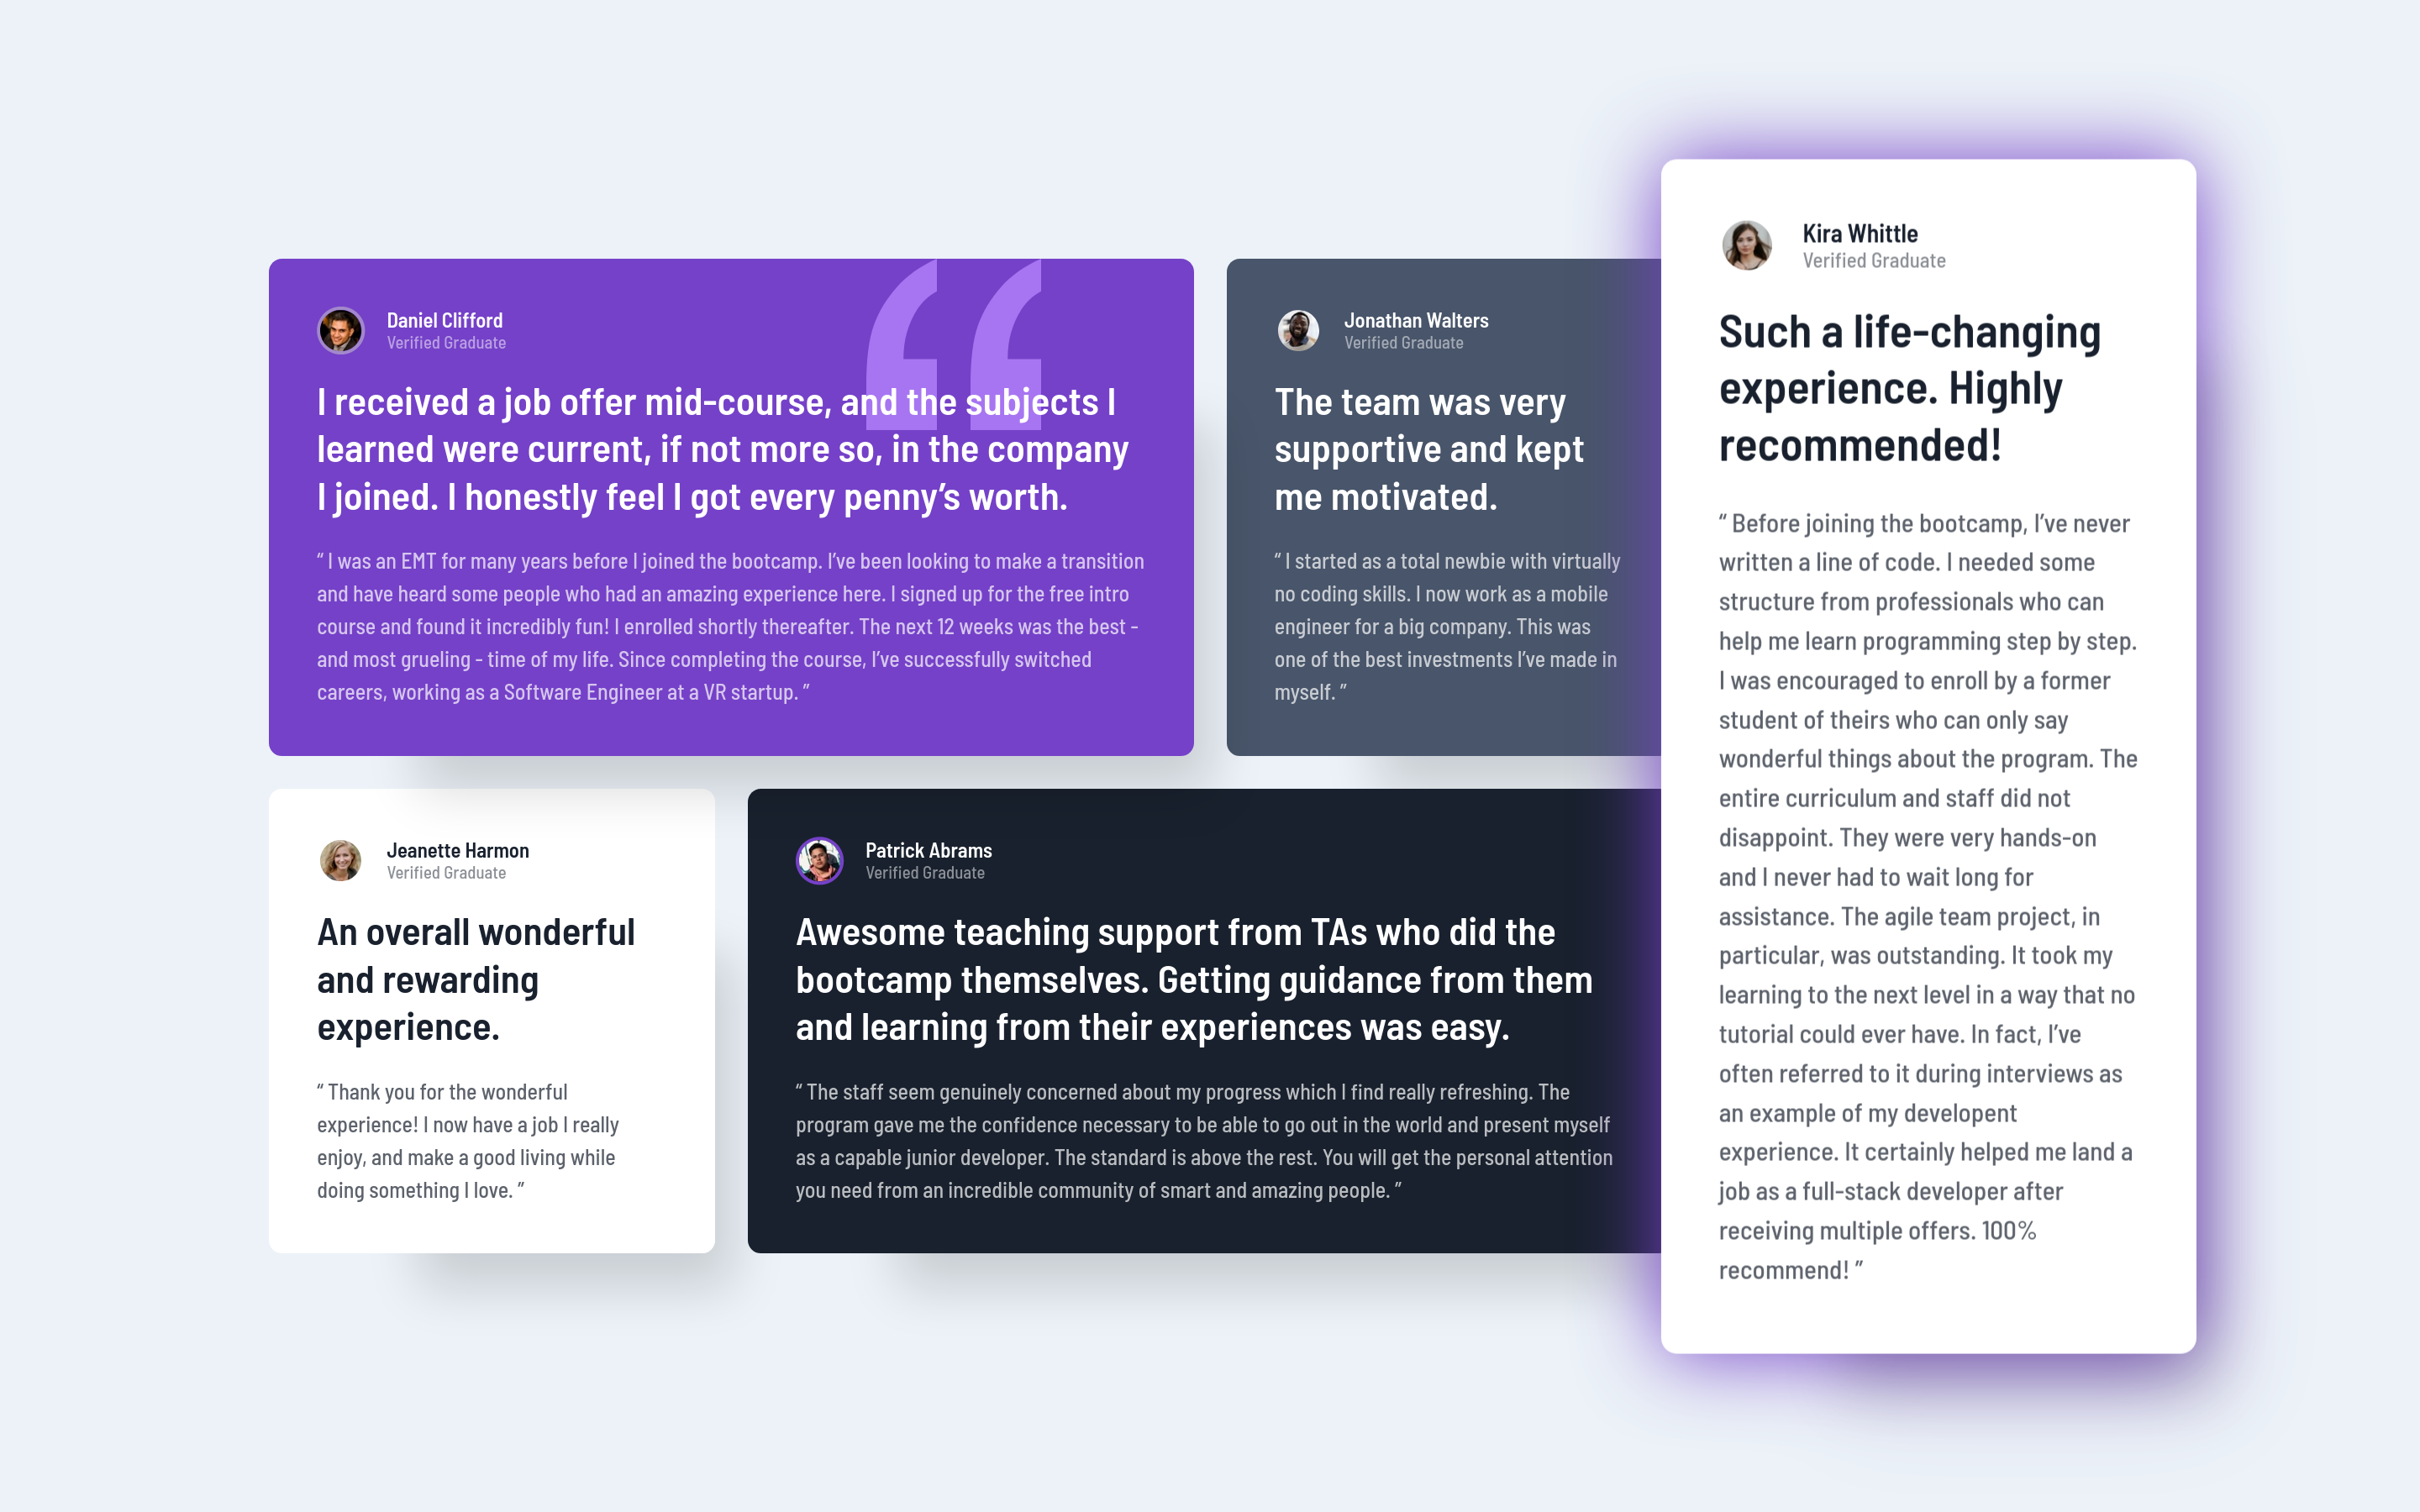 Daniel Clifford
Verified Graduate
I received a job offer mid-course, and the subjects I
learned were current, if not more so, in the company
I joined. I honestly feel I got every penny’s worth.
“ I was an EMT for many years before I joined the bootcamp. I’ve been looking to make a transition
and have heard some people who had an amazing experience here. I signed up for the free intro
course and found it incredibly fun! I enrolled shortly thereafter. The next 12 weeks was the best -
and most grueling - time of my life. Since completing the course, I’ve successfully switched
careers, working as a Software Engineer at a VR startup. ”
Jonathan Walters
Verified Graduate
The team was very
supportive and kept
me motivated.
“ I started as a total newbie with virtually
no coding skills. I now work as a mobile
engineer for a big company. This was
one of the best investments I’ve made in
myself. ”
Kira Whittle
Verified Graduate
Such a life-changing
experience. Highly
recommended!
“ Before joining the bootcamp, I’ve never
written a line of code. I needed some
structure from professionals who can
help me learn programming step by step.
I was encouraged to enroll by a former
student of theirs who can only say
wonderful things about the program. The
entire curriculum and staff did not
disappoint. They were very hands-on
and I never had to wait long for
assistance. The agile team project, in
particular, was outstanding. It took my
learning to the next level in a way that no
tutorial could ever have. In fact, I’ve
often referred to it during interviews as
an example of my developent
experience. It certainly helped me land a
job as a full-stack developer after
receiving multiple offers. 100%
recommend! ”
Jeanette Harmon
Verified Graduate
An overall wonderful
and rewarding
experience.
“ Thank you for the wonderful
experience! I now have a job I really
enjoy, and make a good living while
doing something I love. ”
Patrick Abrams
Verified Graduate
Awesome teaching support from TAs who did the
bootcamp themselves. Getting guidance from them
and learning from their experiences was easy.
“ The staff seem genuinely concerned about my progress which I find really refreshing. The
program gave me the confidence necessary to be able to go out in the world and present myself
as a capable junior developer. The standard is above the rest. You will get the personal attention
you need from an incredible community of smart and amazing people. ”